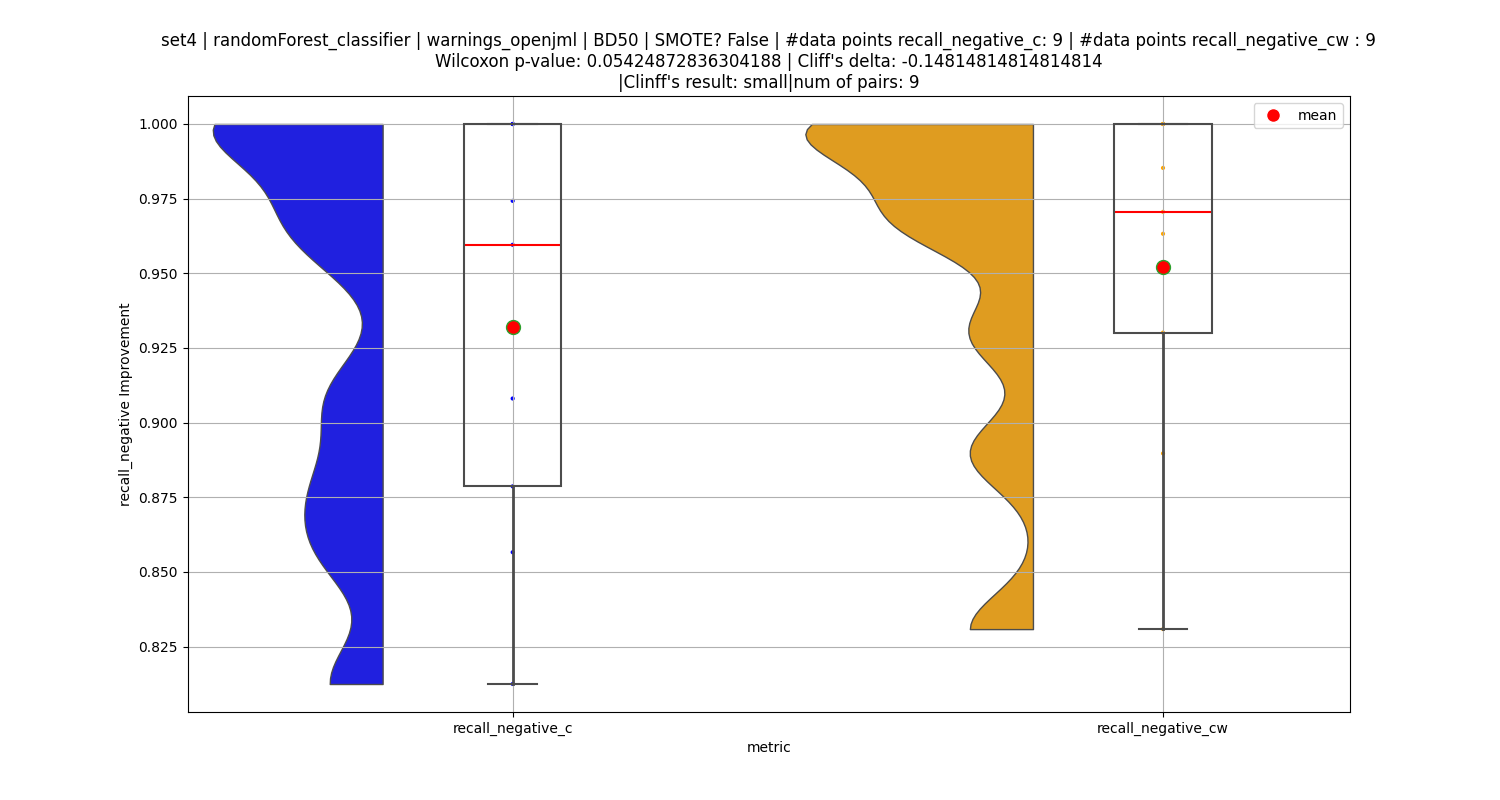 set4 | randomForest_classifier | warnings_openjml | BD50 | SMOTE? False | #data points recall_negative_c: 9 | #data points recall_negative_cw : 9
Wilcoxon p-value: 0.05424872836304188 | Cliff's delta: -0.14814814814814814
|Clinff's result: small|num of pairs: 9
mean
1.000
0.975
0.950
0.925
0.900
0.875
0.850
0.825
recall_negative Improvement
recall_negative_c
recall_negative_cw
metric